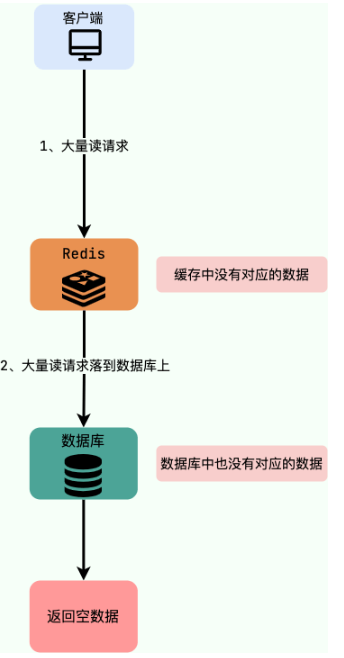 客户端
1、大量读请求
Redis
缓存中没有对应的数据
2、大量读请求落到数据库上
数据库
数据库中也没有对应的数据
返回空数据